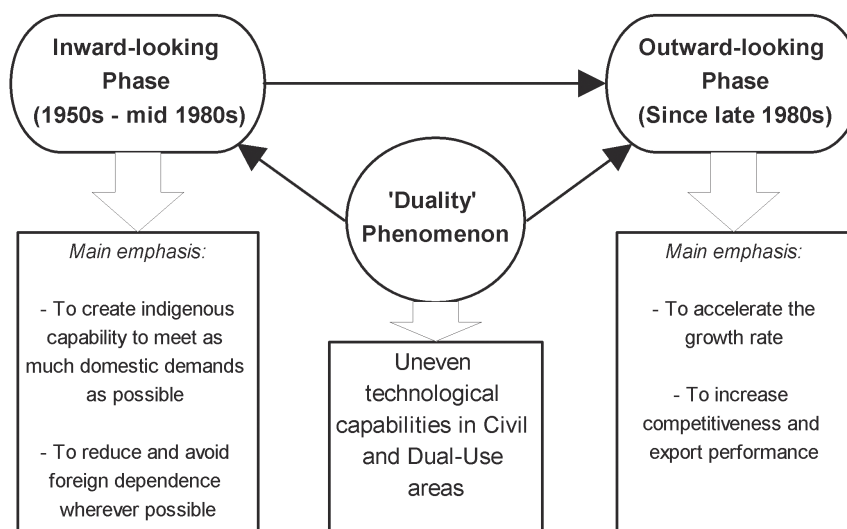 Inward-looking
Phase
(1950s - mid 1980s)
Outward-looking
Phase
(Since late 1980s)
'Duality'
Phenomenon
Main emphasis:
- To create indigenous
capability to meet as
much domestic demands
as possible
- To reduce and avoid
foreign dependence
wherever possible
Uneven
technological
capabilities in Civil
and Dual-Use
areas
Main emphasis:
- To accelerate the
growth rate
- To increase
competitiveness and
export performance